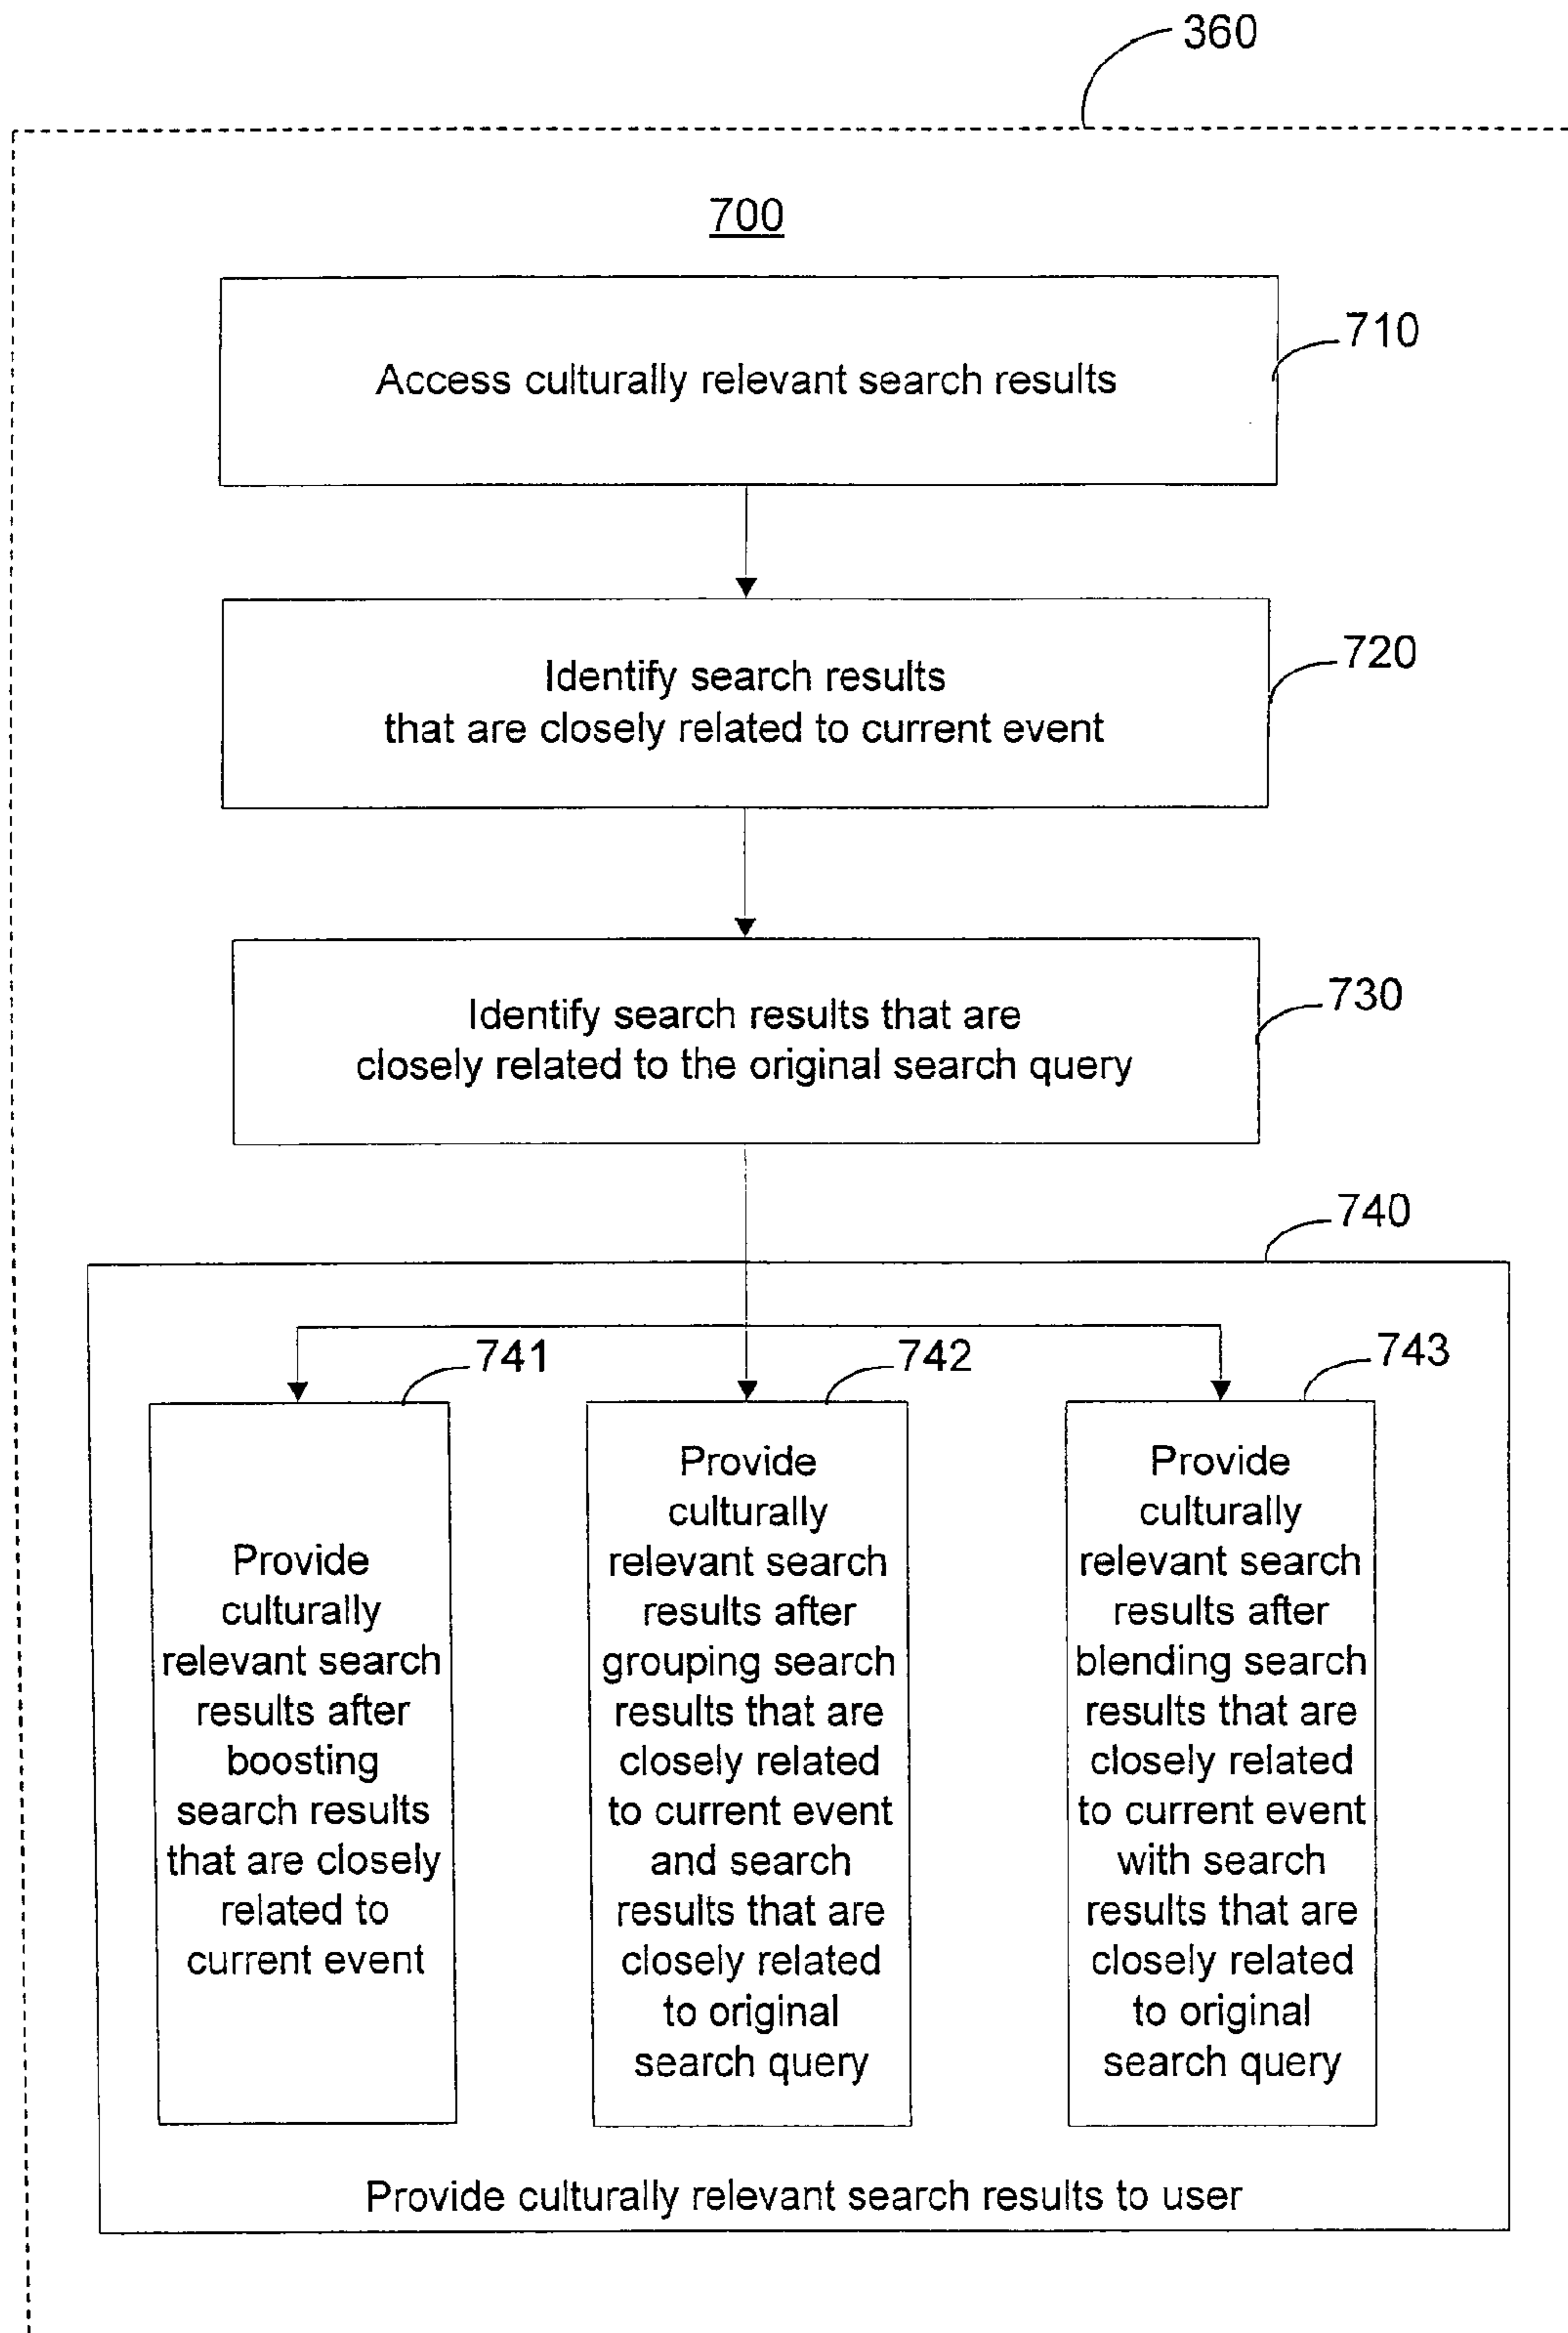 360
700
Access culturally relevant search results
710
Identify search results
that are closely related to current event
720
Identify search results that are
closely related to the original search query
730
740
741
Provide
culturally
relevant search
results after
boosting
search results
that are closely
related to
current event
742
Provide
culturally
relevant search
results after
grouping search
results that are
closely related
to current event
and search
results that are
closely related
to original
search query
743
Provide
culturally
relevant search
results after
blending search
results that are
closely related
to current event
with search
results that are
closely related
to original
search query
Provide culturally relevant search results to user